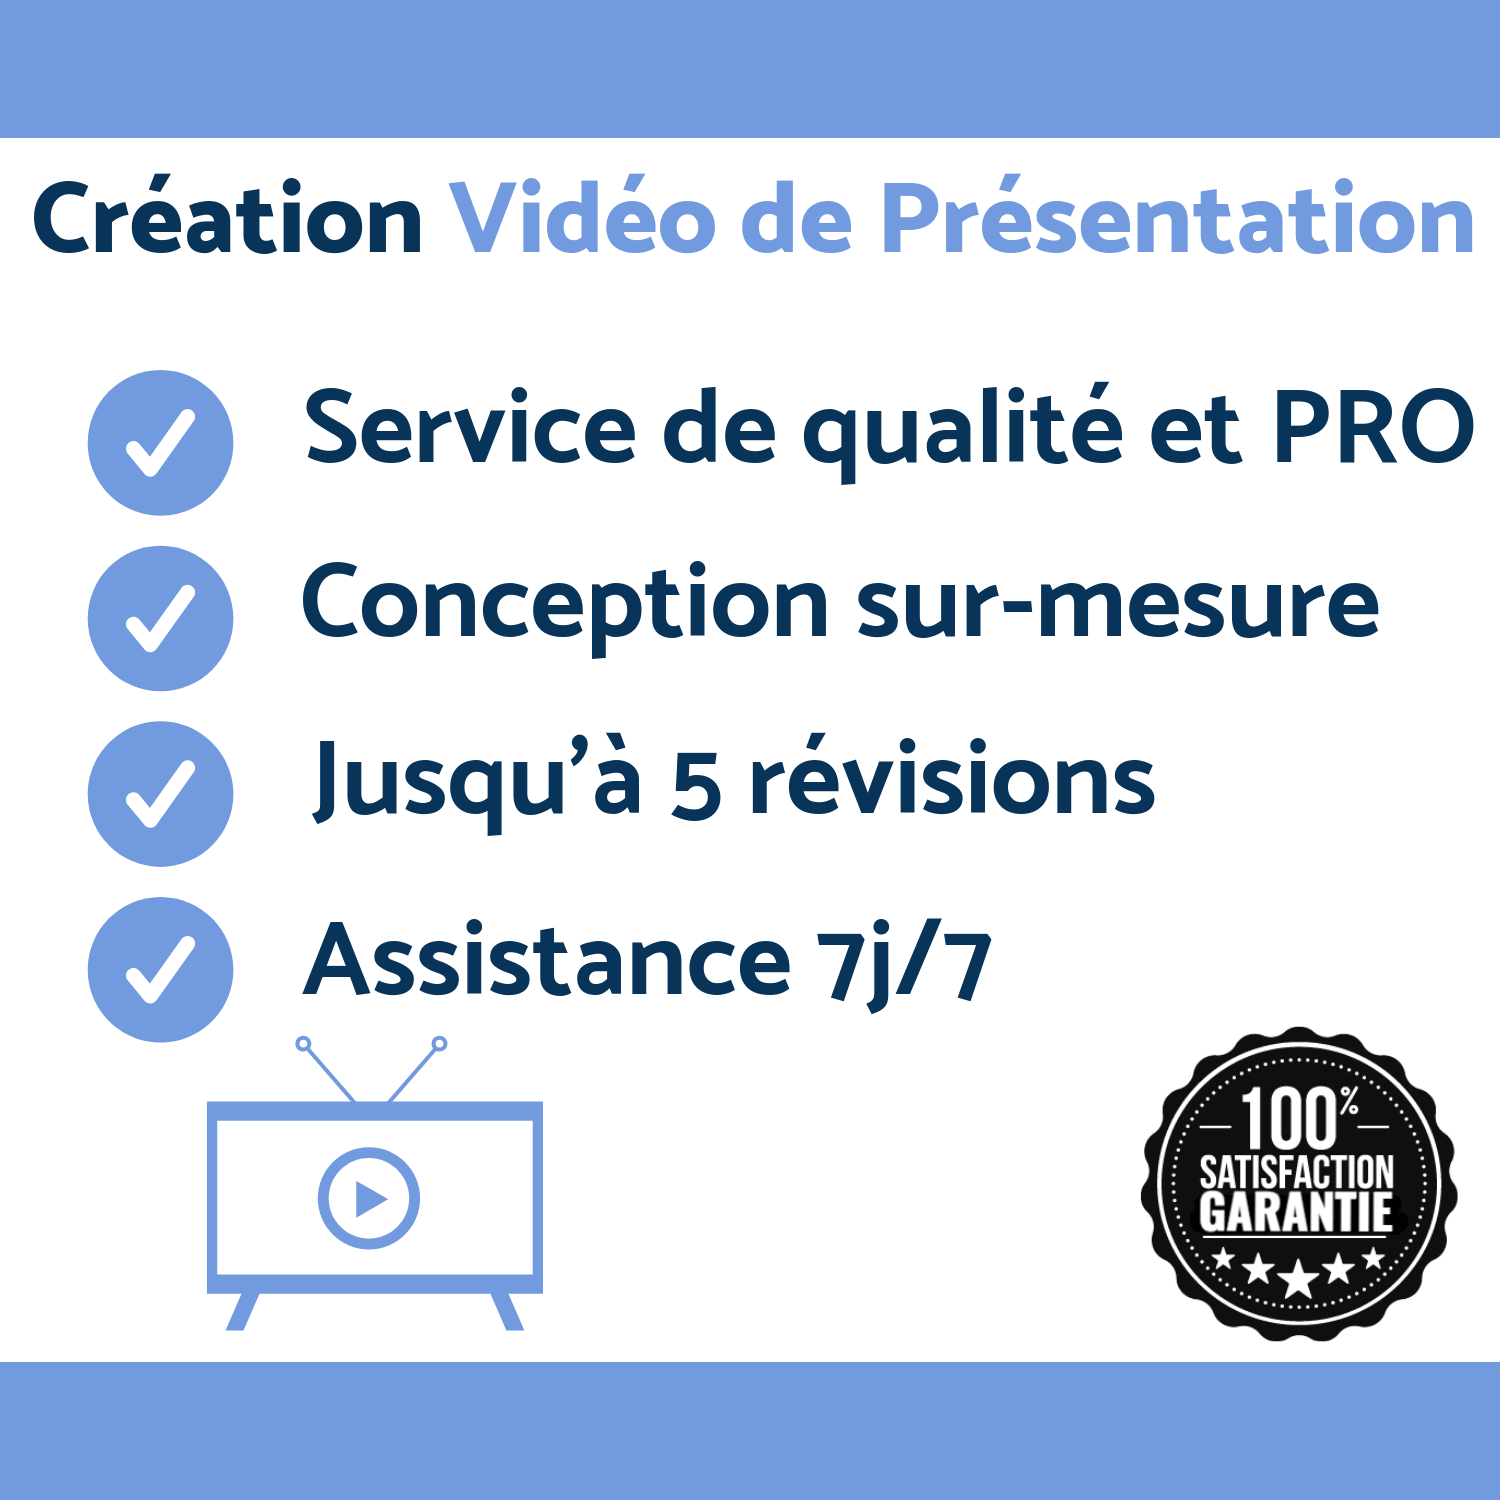 Création Vidéo de Présentation
Service de qualité et PRO
Conception sur-mesure
Jusqu'à 5 révisions
Assistance 7j/7
100%
SATISFACTION
GARANTIE